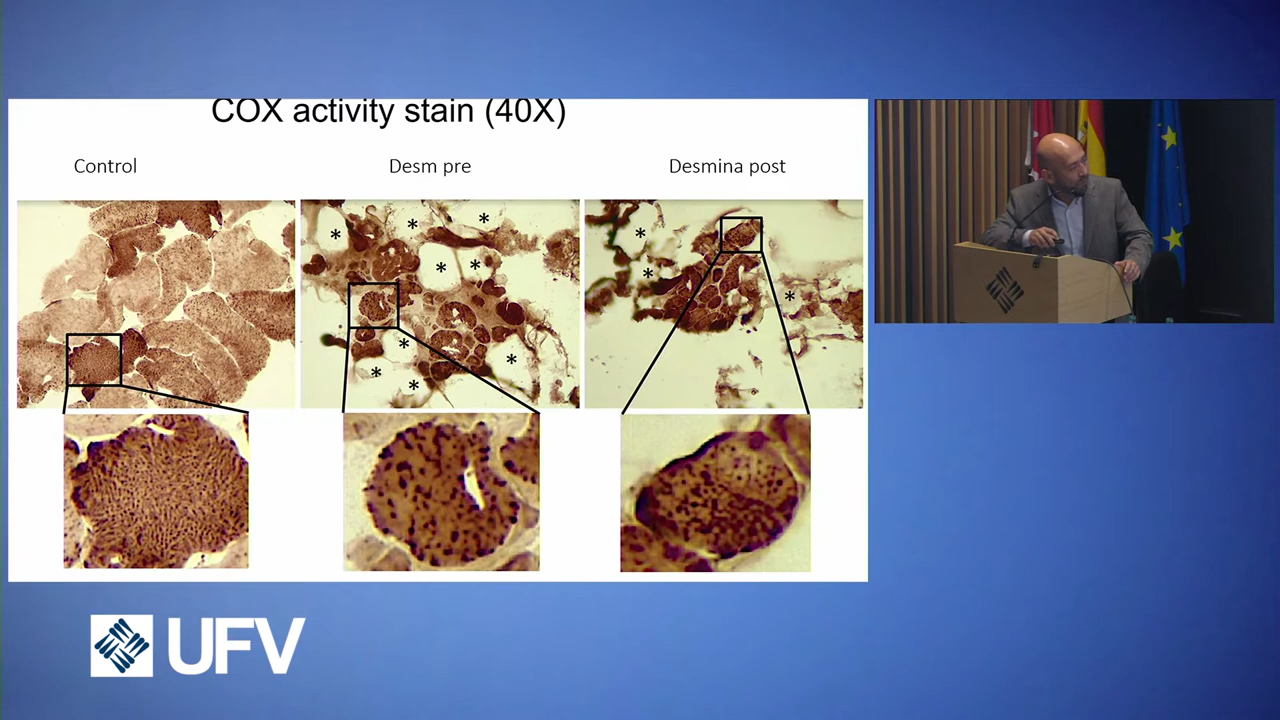 COX activity stain (40X)
Control
Desm pre
Desmina post
* * * * * * * * *
* * *
UFV